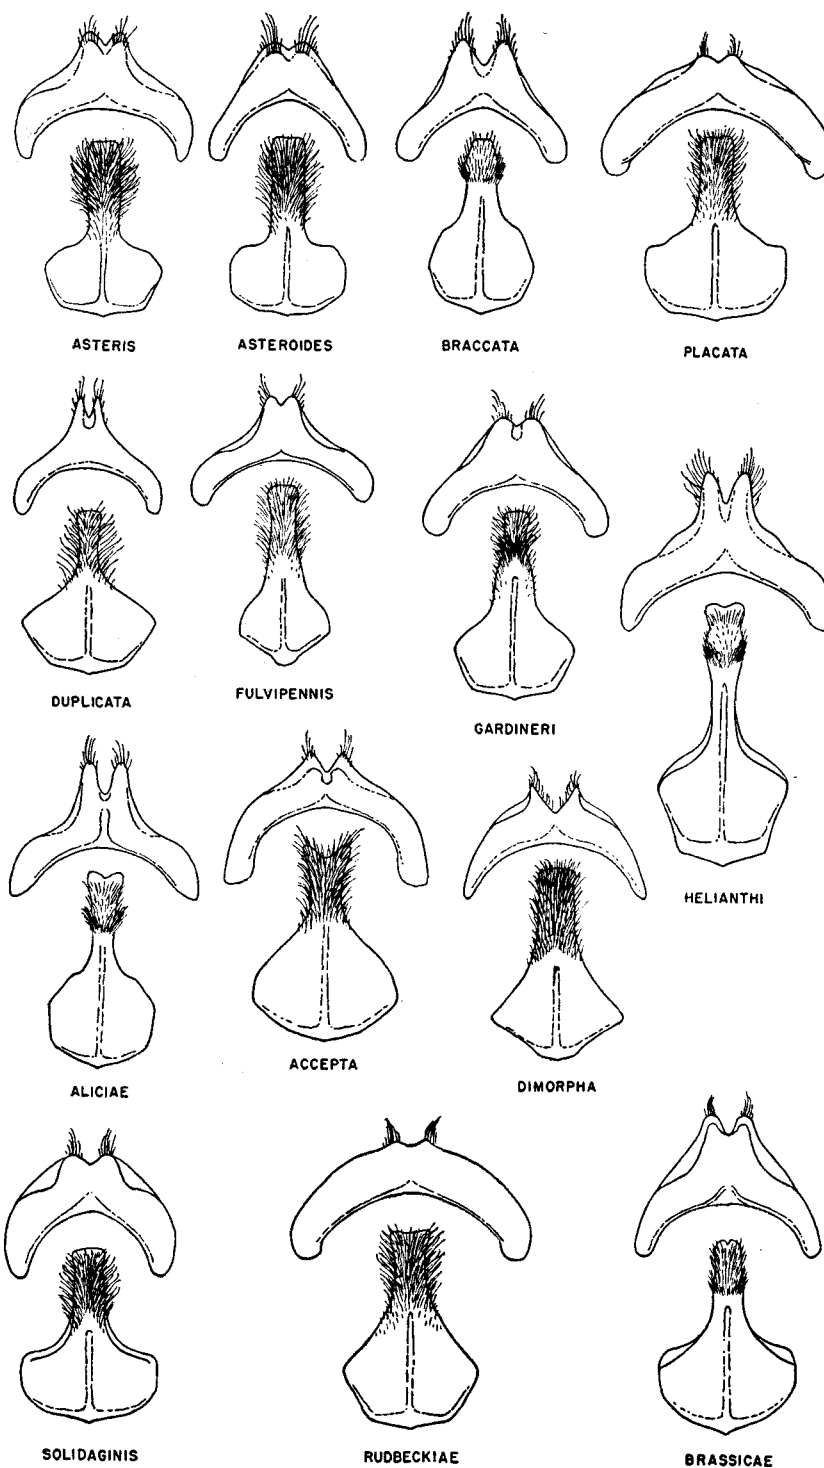 ASTERIS
ASTEROIDES
BRACCATA
PLACATA
DUPLICATA
FULVIPENNIS
GARDINERI
HELIANTHI
ALICIAE
ACCEPTA
DIMORPHA
SOLIDAGINIS
RUDBECKIAE
BRASSICAE